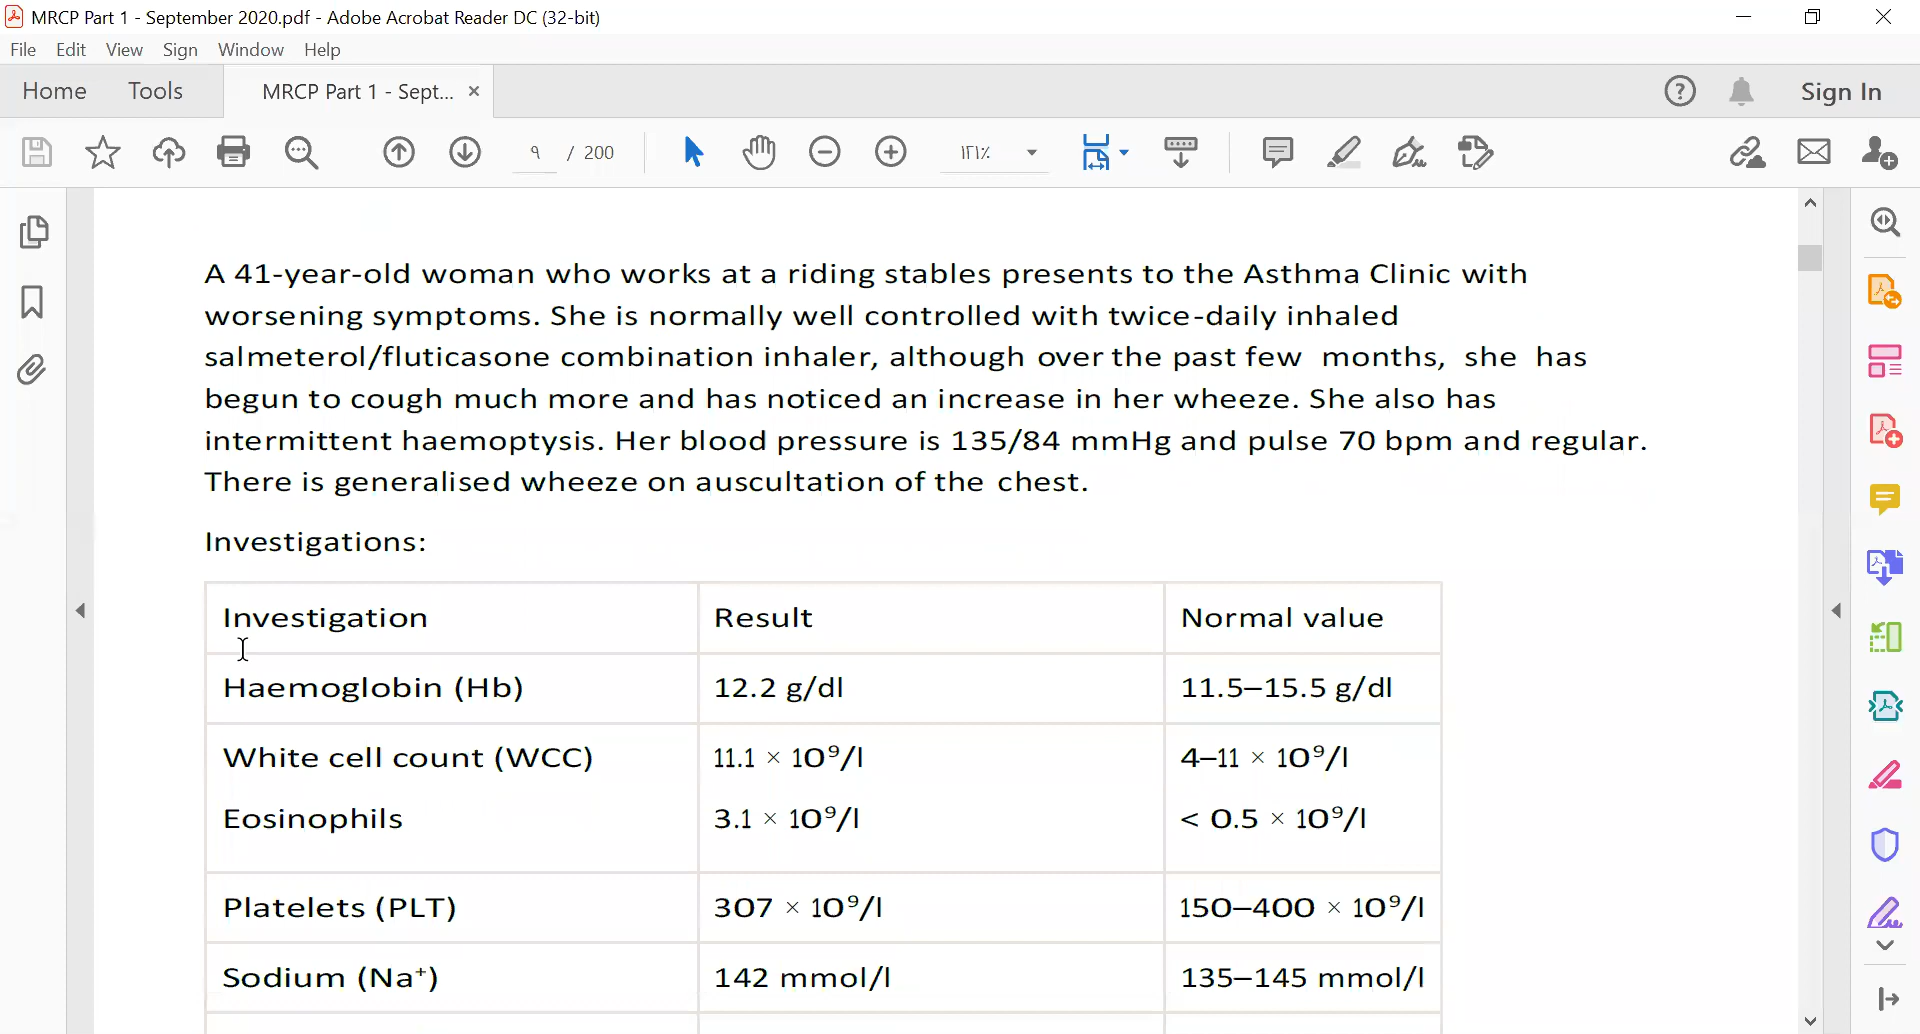 MRCP Part 1 - September 2020.pdf - Adobe Acrobat Reader DC (32-bit)
File Edit View Sign Window Help
Home Tools MRCP Part 1 - Sept... × Sign In
٩ / 200 ١٢١٪
A 41-year-old woman who works at a riding stables presents to the Asthma Clinic with
worsening symptoms. She is normally well controlled with twice-daily inhaled
salmeterol/fluticasone combination inhaler, although over the past few months, she has
begun to cough much more and has noticed an increase in her wheeze. She also has
intermittent haemoptysis. Her blood pressure is 135/84 mmHg and pulse 70 bpm and regular.
There is generalised wheeze on auscultation of the chest.
Investigations:
Investigation Result Normal value
Haemoglobin (Hb) 12.2 g/dl 11.5–15.5 g/dl
White cell count (WCC) 11.1 × 10⁹/l 4–11 × 10⁹/l
Eosinophils 3.1 × 10⁹/l < 0.5 × 10⁹/l
Platelets (PLT) 307 × 10⁹/l 150–400 × 10⁹/l
Sodium (Na⁺) 142 mmol/l 135–145 mmol/l